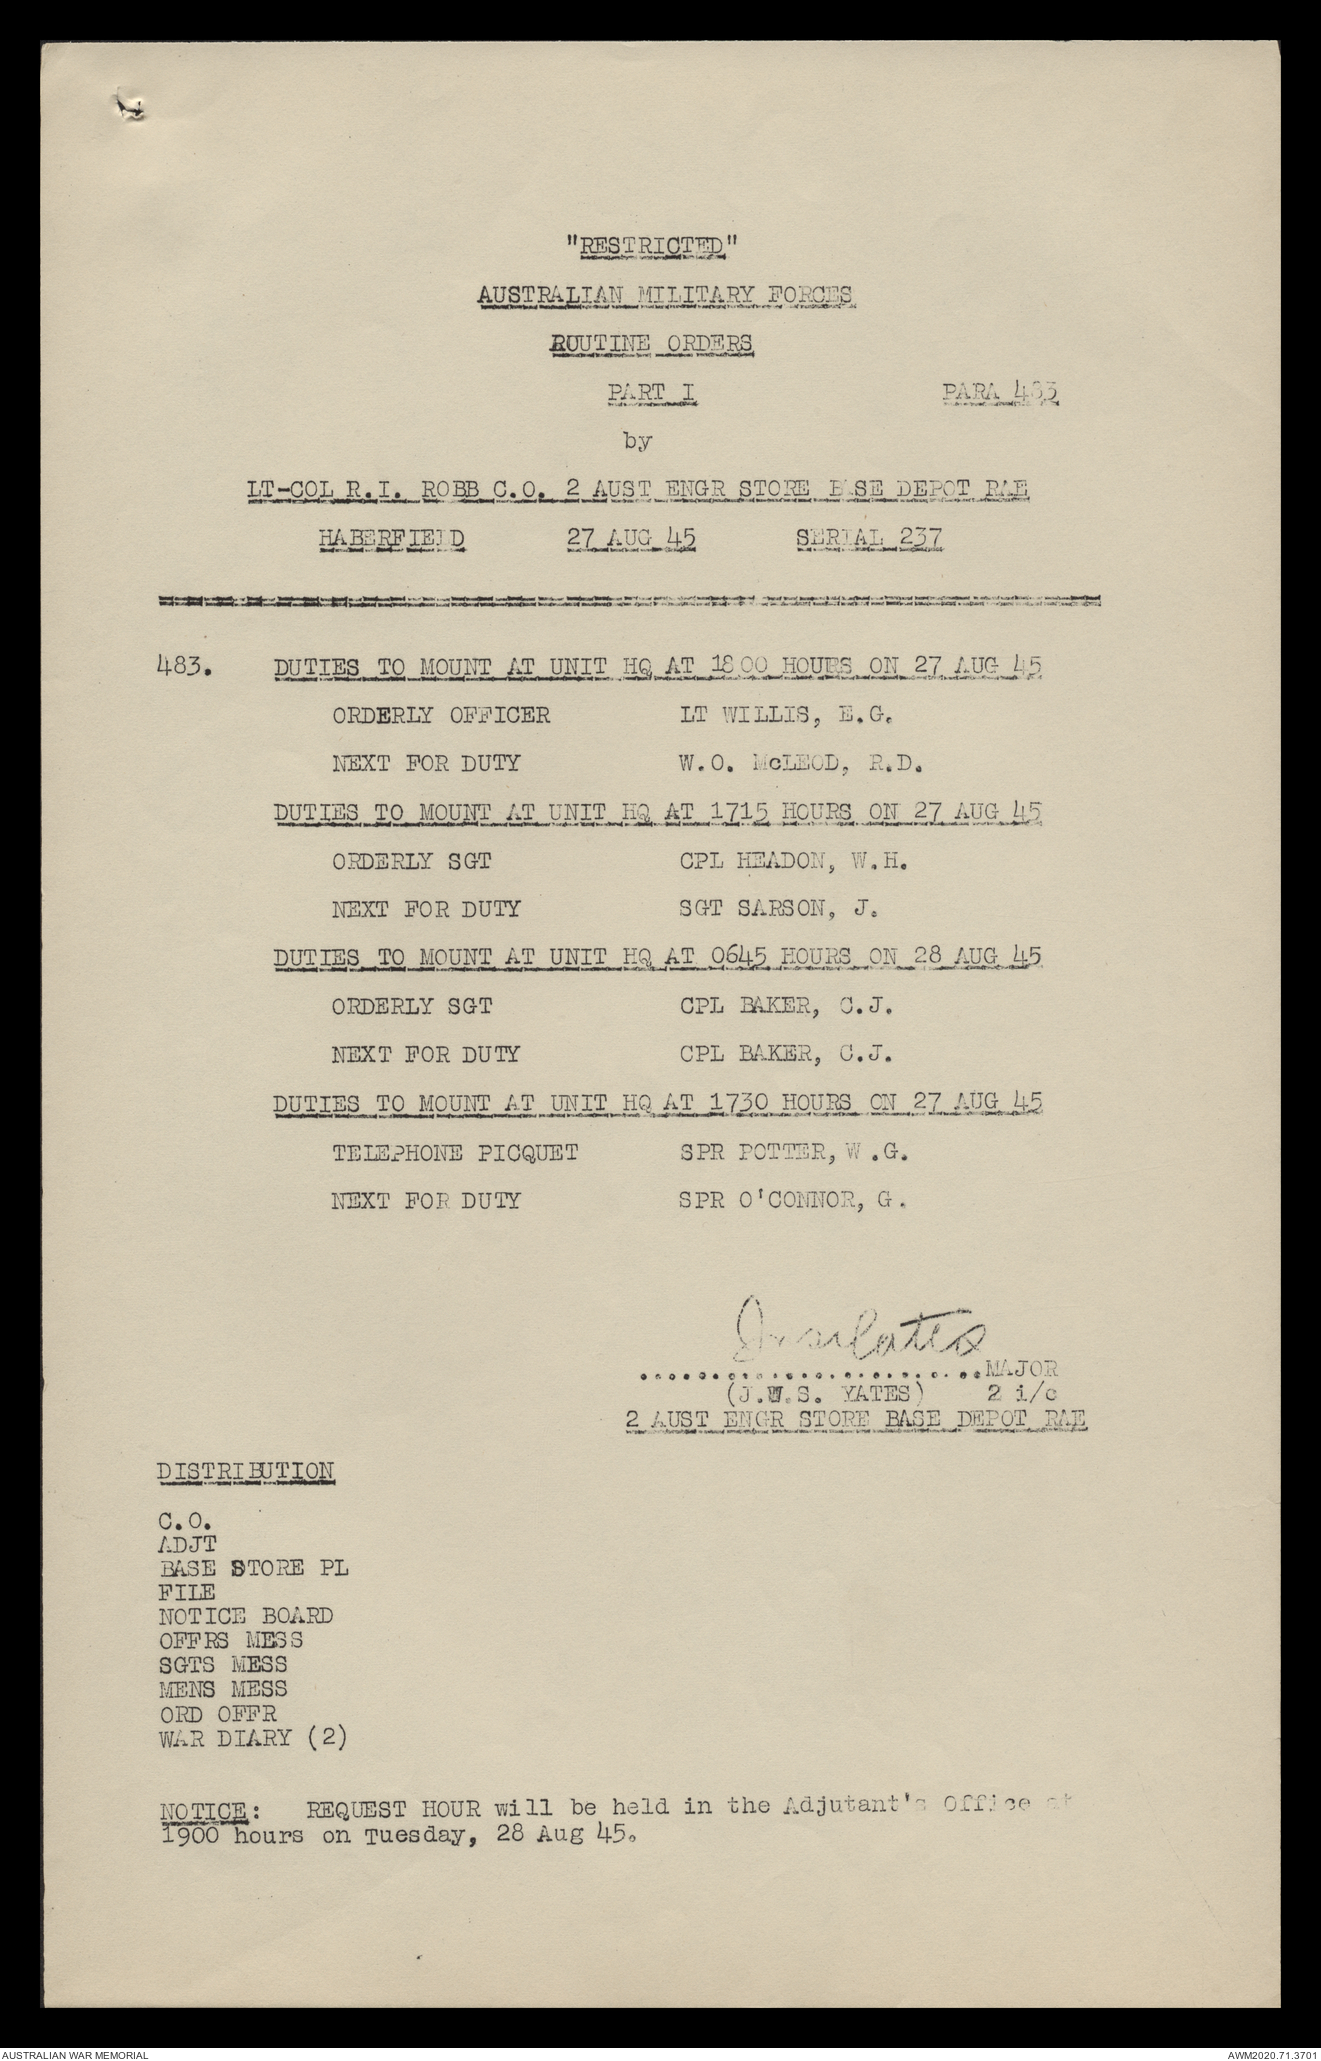 "RESTRICTED"
AUSTRALIAN MILITARY FORCES
ROUTINE ORDERS
PART I PARA 483
by
LT-COL R.I. ROBB C.O. 2 AUST ENGR STORE BASE DEPOT RAE
HABERFIELD 27 AUG 45 SERIAL 237
483. DUTIES TO MOUNT AT UNIT HQ AT 1800 HOURS ON 27 AUG 45
ORDERLY OFFICER LT WILLIS, E.G.
NEXT FOR DUTY W.O. McLEOD, R.D.
DUTIES TO MOUNT AT UNIT HQ AT 1715 HOURS ON 27 AUG 45
ORDERLY SGT CPL HEADON, W.H.
NEXT FOR DUTY SGT SARSON, J.
DUTIES TO MOUNT AT UNIT HQ AT 0645 HOURS ON 28 AUG 45
ORDERLY SGT CPL BAKER, C.J.
NEXT FOR DUTY CPL BAKER, C.J.
DUTIES TO MOUNT AT UNIT HQ AT 1730 HOURS ON 27 AUG 45
TELEPHONE PICQUET SPR POTTER, W.G.
NEXT FOR DUTY SPR O'CONNOR, G.
........................MAJOR
(J.W.S. YATES) 2 i/c
2 AUST ENGR STORE BASE DEPOT RAE
DISTRIBUTION
C.O.
ADJT
BASE STORE PL
FILE
NOTICE BOARD
OFFRS MESS
SGTS MESS
MENS MESS
ORD OFFR
WAR DIARY (2)
NOTICE: REQUEST HOUR will be held in the Adjutant's Office at
1900 hours on Tuesday, 28 Aug 45.
AUSTRALIAN WAR MEMORIAL AWM2020.71.3701